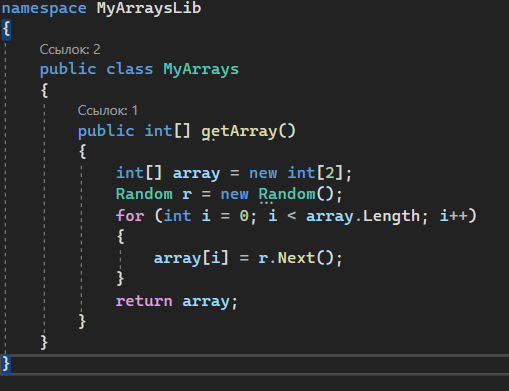 namespace MyArraysLib
{
Ссылок: 2
public class MyArrays
{
Ссылок: 1
public int[] getArray()
{
int[] array = new int[2];
Random r = new Random();
for (int i = 0; i < array.Length; i++)
{
array[i] = r.Next();
}
return array;
}
}
}